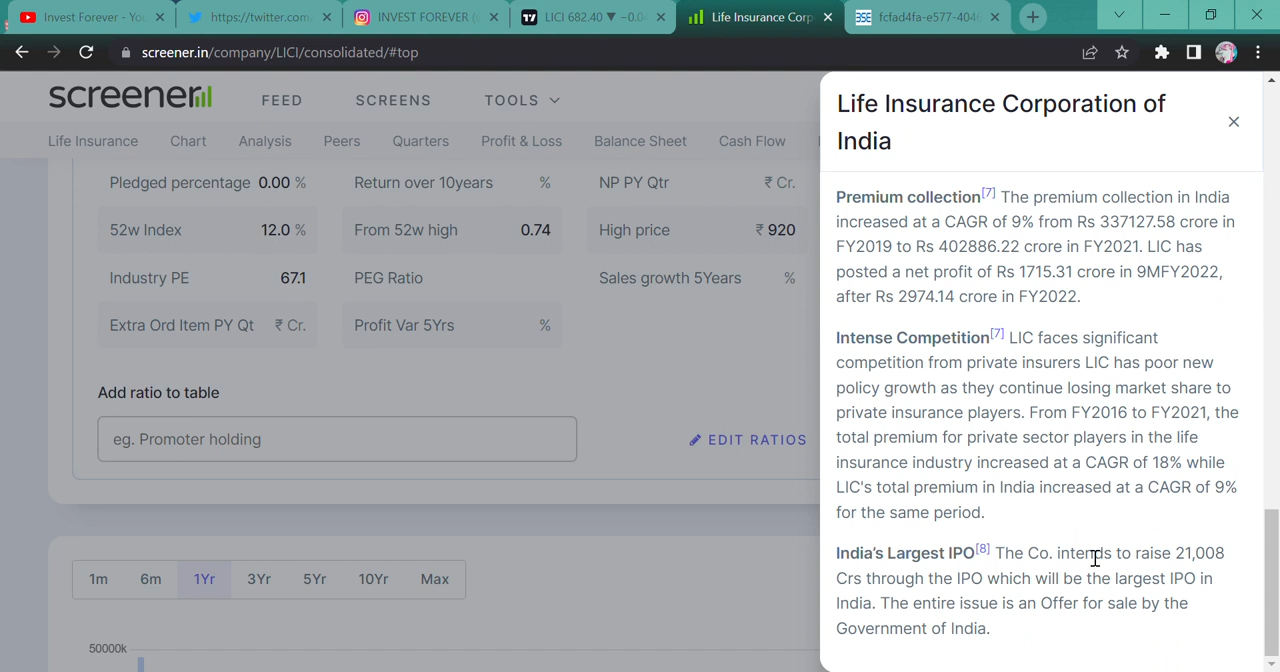 Invest Forever - You
https://twitter.com/
INVEST FOREVER (
LICI 682.40 ▼ −0.0
Life Insurance Corp
fcfad4fa-e577-404
screener.in/company/LICI/consolidated/#top
screener
FEED
SCREENS
TOOLS
Life Insurance
Chart
Analysis
Peers
Quarters
Profit & Loss
Balance Sheet
Cash Flow
Pledged percentage 0.00 %
Return over 10years %
NP PY Qtr ₹ Cr.
52w Index 12.0 %
From 52w high 0.74
High price ₹ 920
Industry PE 67.1
PEG Ratio
Sales growth 5Years %
Extra Ord Item PY Qt ₹ Cr.
Profit Var 5Yrs %
Add ratio to table
eg. Promoter holding
EDIT RATIOS
1m 6m 1Yr 3Yr 5Yr 10Yr Max
50000k
Life Insurance Corporation of
India
Premium collection[7] The premium collection in India
increased at a CAGR of 9% from Rs 337127.58 crore in
FY2019 to Rs 402886.22 crore in FY2021. LIC has
posted a net profit of Rs 1715.31 crore in 9MFY2022,
after Rs 2974.14 crore in FY2022.
Intense Competition[7] LIC faces significant
competition from private insurers LIC has poor new
policy growth as they continue losing market share to
private insurance players. From FY2016 to FY2021, the
total premium for private sector players in the life
insurance industry increased at a CAGR of 18% while
LIC's total premium in India increased at a CAGR of 9%
for the same period.
India's Largest IPO[8] The Co. intends to raise 21,008
Crs through the IPO which will be the largest IPO in
India. The entire issue is an Offer for sale by the
Government of India.